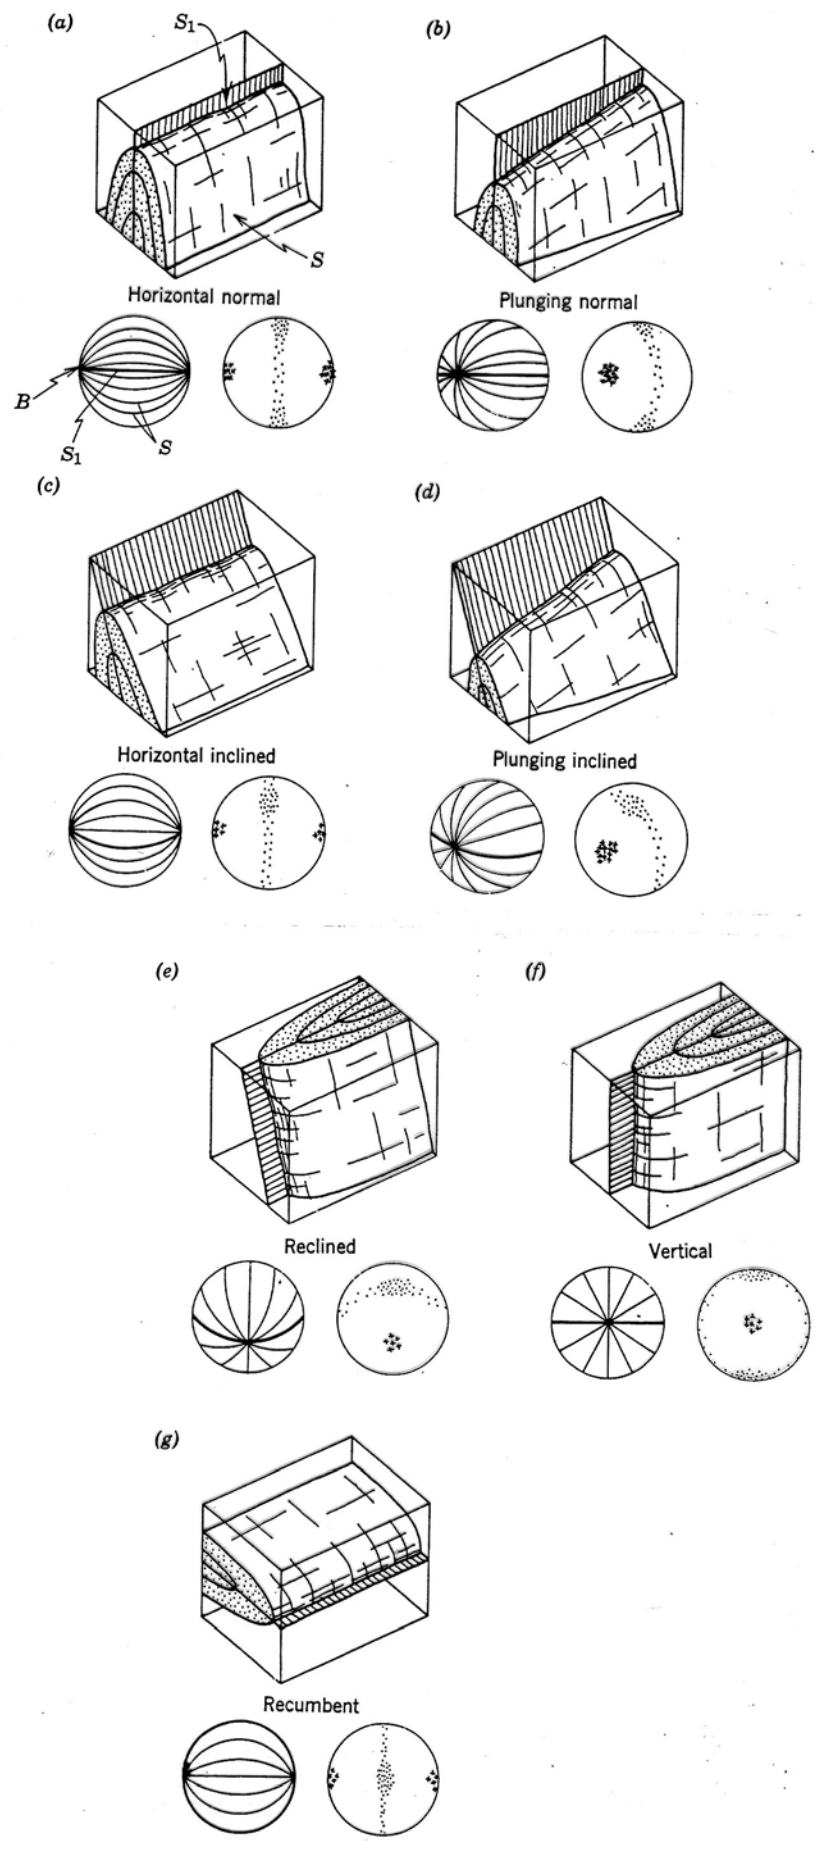 (a)
S₁
(b)
S
Horizontal normal
Plunging normal
B
S₁
S
(c)
(d)
Horizontal inclined
Plunging inclined
(e)
(f)
Reclined
Vertical
(g)
Recumbent